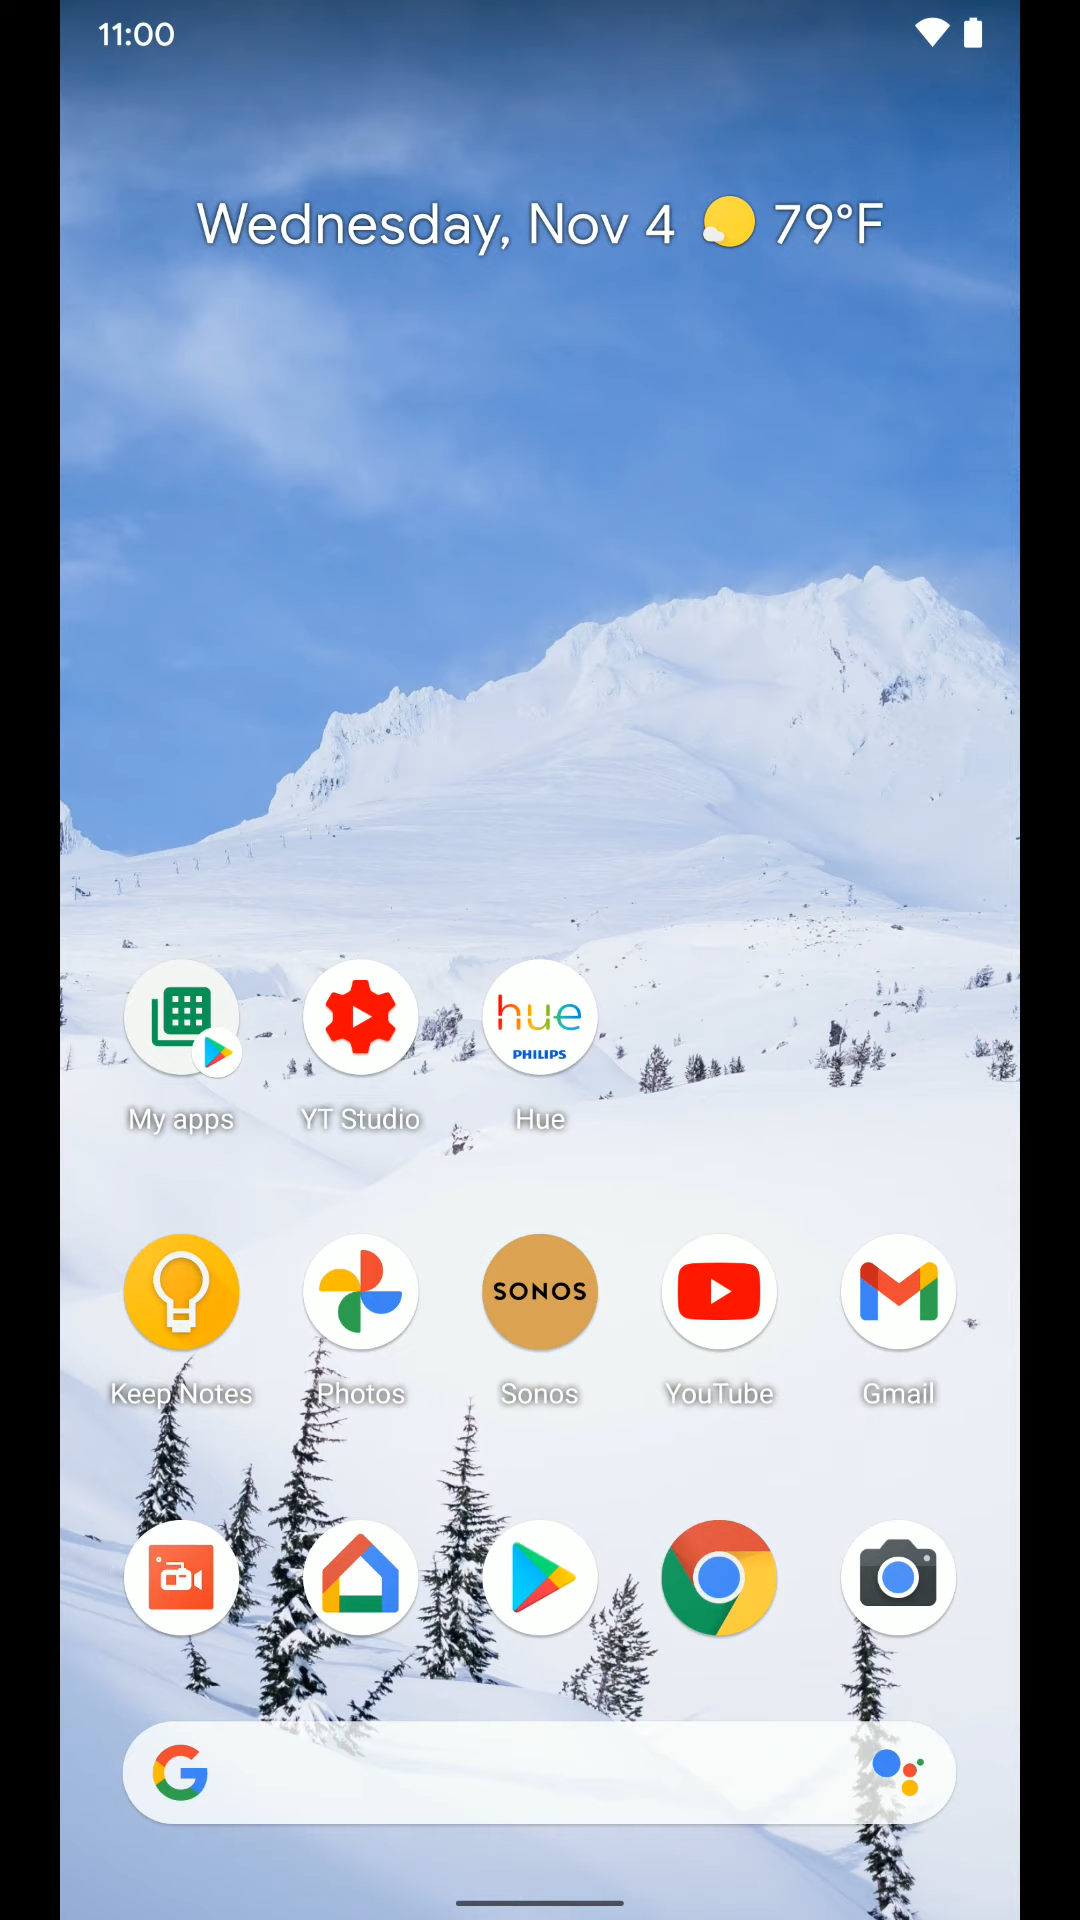 11:00
Wednesday, Nov 4 79°F
hue
PHILIPS
My apps YT Studio Hue
SONOS
Keep Notes Photos Sonos YouTube Gmail